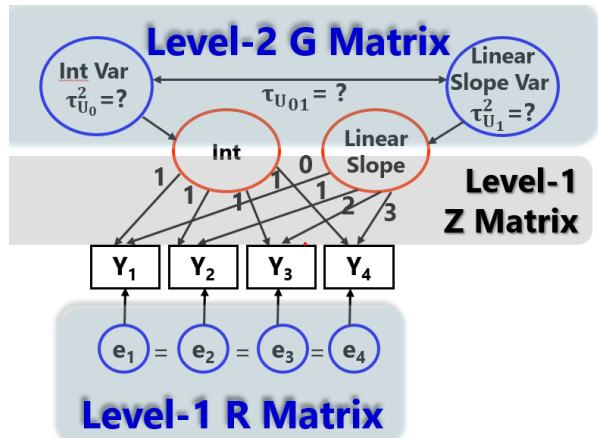 Level-2 G Matrix
Int Var
τ²U₀ =?
τU₀₁ = ?
Linear
Slope Var
τ²U₁ =?
Int
Linear
Slope
1 1 1 1 0 1 2 3
Level-1
Z Matrix
Y₁ Y₂ Y₃ Y₄
e₁ = e₂ = e₃ = e₄
Level-1 R Matrix